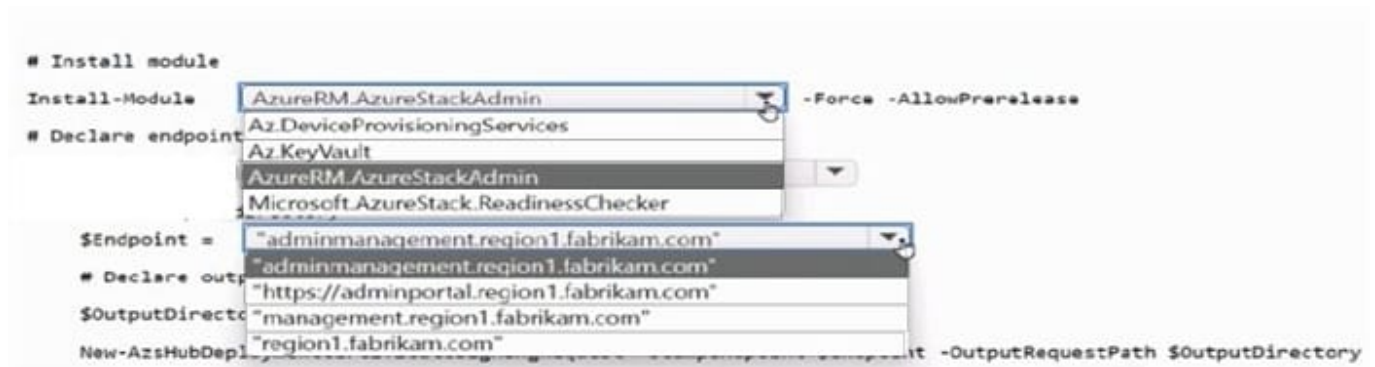 # Install module
Install-Module AzureRM.AzureStackAdmin -Force -AllowPrerelease
Az.DeviceProvisioningServices
# Declare endpoint
Az.KeyVault
AzureRM.AzureStackAdmin
Microsoft.AzureStack.ReadinessChecker
$Endpoint = "adminmanagement.region1.fabrikam.com"
"adminmanagement.region1.fabrikam.com"
# Declare outp
"https://adminportal.region1.fabrikam.com"
$OutputDirecto
"management.region1.fabrikam.com"
"region1.fabrikam.com"
New-AzsHubDeploy $Endpoint -OutputRequestPath $OutputDirectory